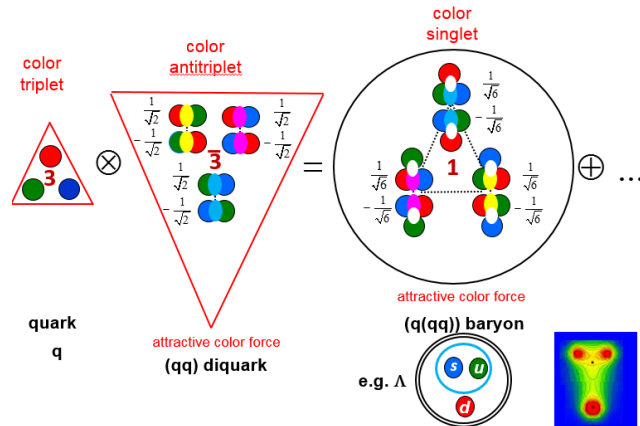 color
triplet
color
antitriplet
color
singlet
3
⊗
1/√2
-1/√2
1/√2
-1/√2
3̅
1/√2
-1/√2
=
1/√6
-1/√6
1
1/√6
-1/√6
1/√6
-1/√6
⊕ ...
attractive color force
attractive color force
quark
q
(qq) diquark
(q(qq)) baryon
e.g. Λ
s u
d